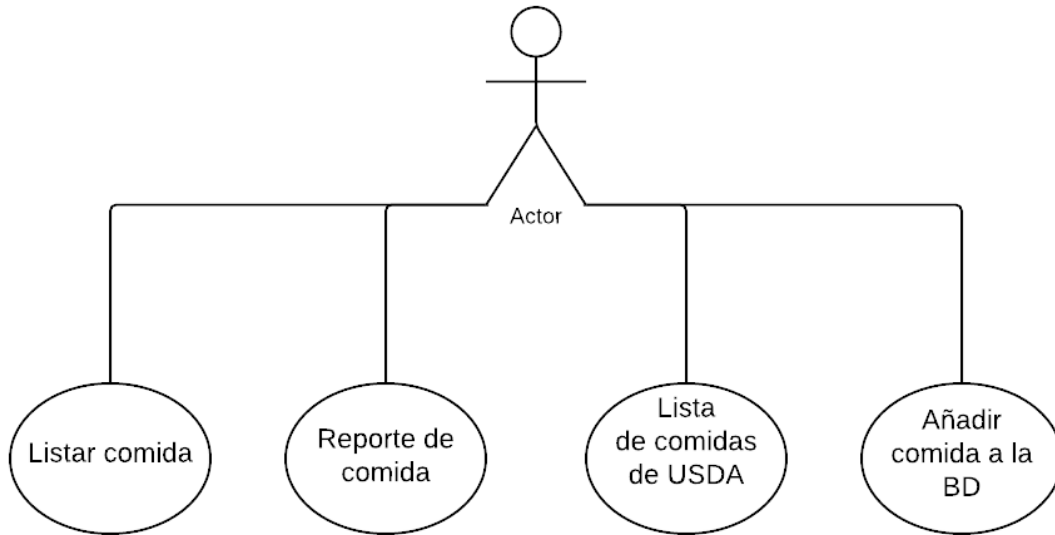 Actor
Listar comida
Reporte de
comida
Lista
de comidas
de USDA
Añadir
comida a la
BD